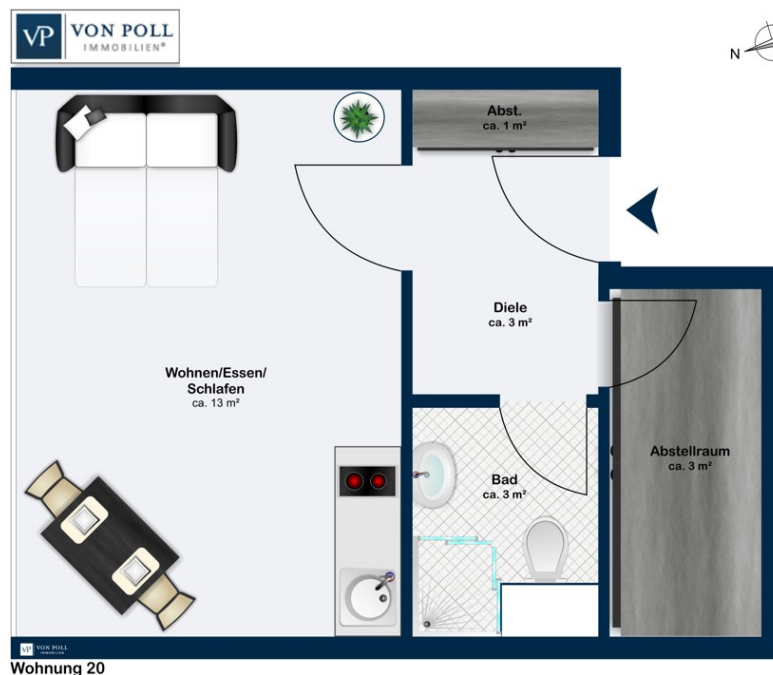 VP VON POLL
IMMOBILIEN®
N
Abst.
ca. 1 m²
Diele
ca. 3 m²
Wohnen/Essen/
Schlafen
ca. 13 m²
Bad
ca. 3 m²
Abstellraum
ca. 3 m²
VP VON POLL
IMMOBILIEN
Wohnung 20